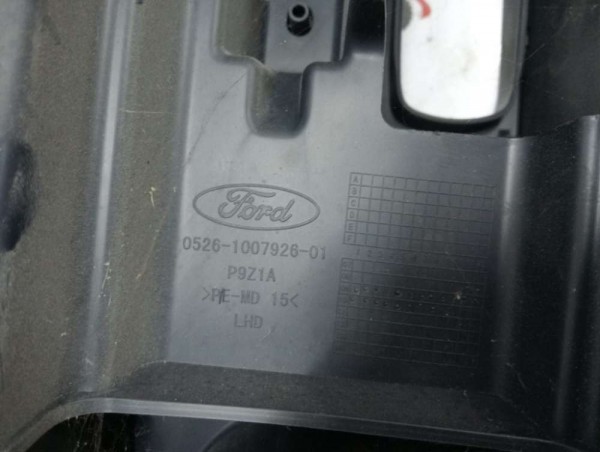 Ford
0526-1007926-01
P9Z1A
>PE-MD 15<
LHD
A
B
C
D
E
F